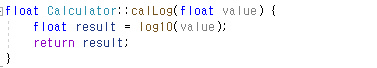 float Calculator::calLog(float value) {
    float result = log10(value);
    return result;
}